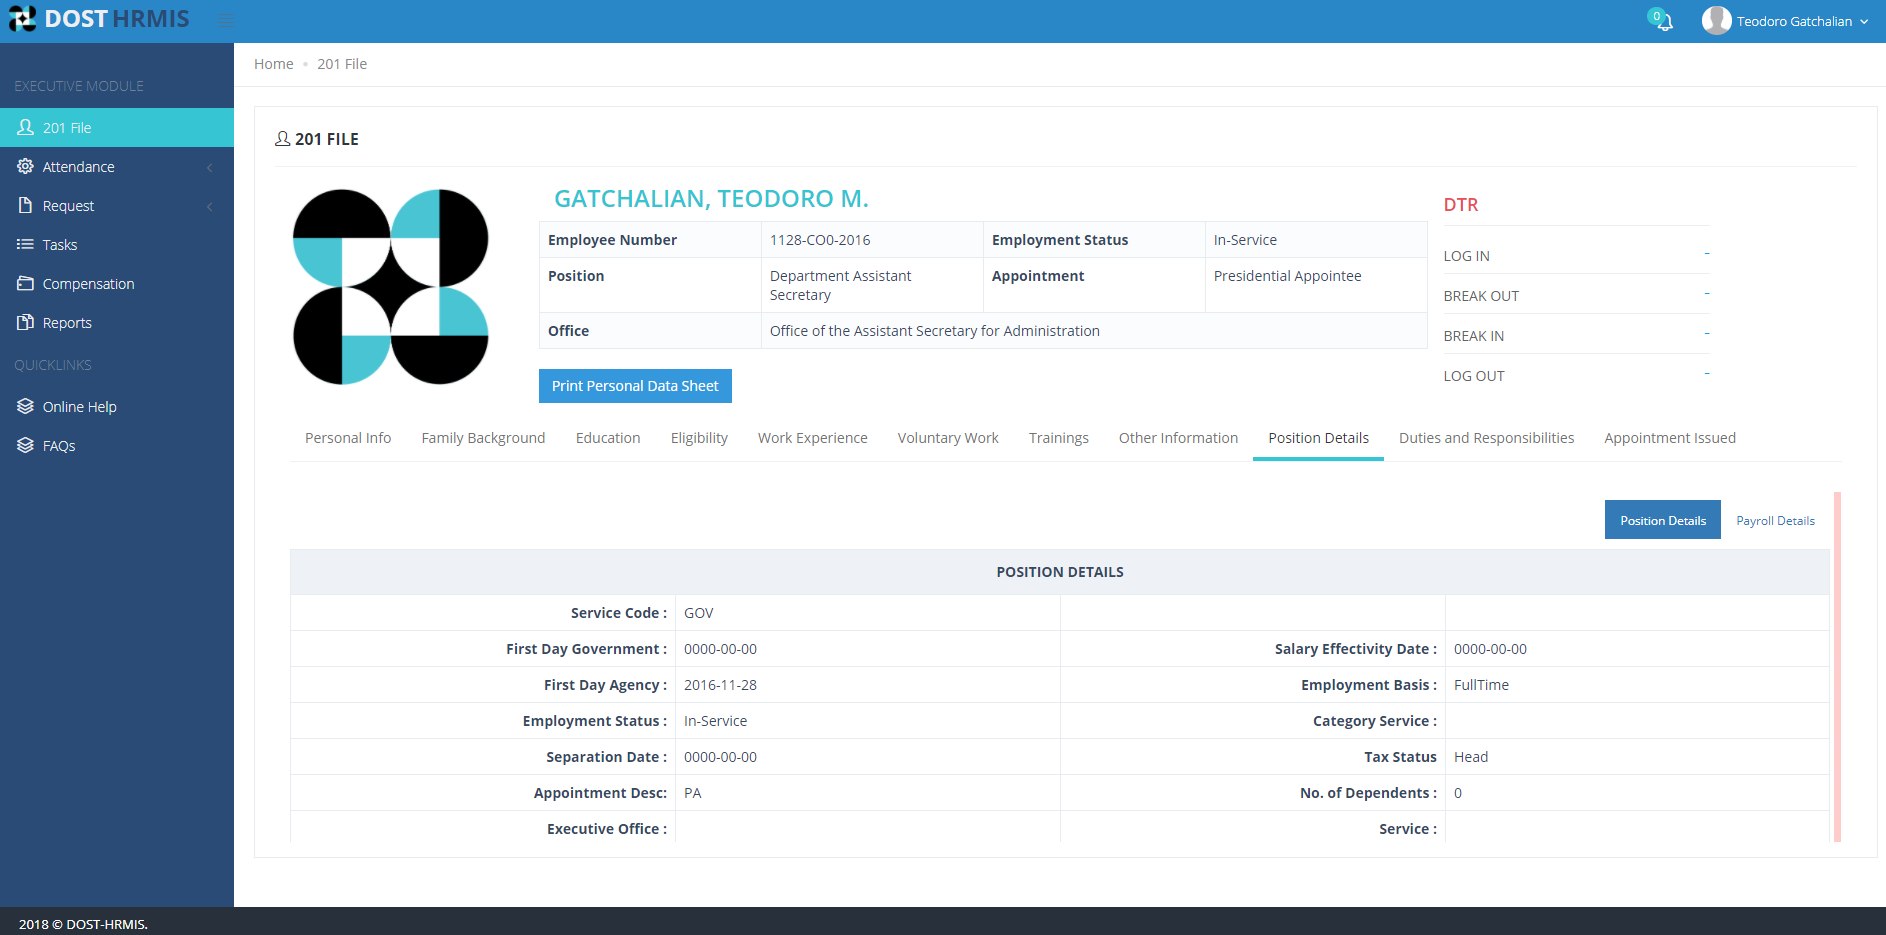 DOST HRMIS
0
Teodoro Gatchalian
EXECUTIVE MODULE
201 File
Attendance
Request
Tasks
Compensation
Reports
QUICKLINKS
Online Help
FAQs
Home 201 File
201 FILE
GATCHALIAN, TEODORO M.
Employee Number 1128-CO0-2016 Employment Status In-Service
Position Department Assistant Secretary Appointment Presidential Appointee
Office Office of the Assistant Secretary for Administration
Print Personal Data Sheet
DTR
LOG IN -
BREAK OUT -
BREAK IN -
LOG OUT -
Personal Info Family Background Education Eligibility Work Experience Voluntary Work Trainings Other Information Position Details Duties and Responsibilities Appointment Issued
Position Details Payroll Details
POSITION DETAILS
Service Code : GOV
First Day Government : 0000-00-00 Salary Effectivity Date : 0000-00-00
First Day Agency : 2016-11-28 Employment Basis : FullTime
Employment Status : In-Service Category Service :
Separation Date : 0000-00-00 Tax Status Head
Appointment Desc: PA No. of Dependents : 0
Executive Office : Service :
2018 © DOST-HRMIS.